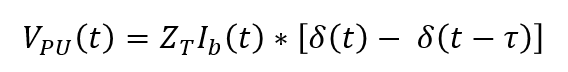 V_{PU}(t) = Z_T I_b(t) * [δ(t) − δ(t − τ)]